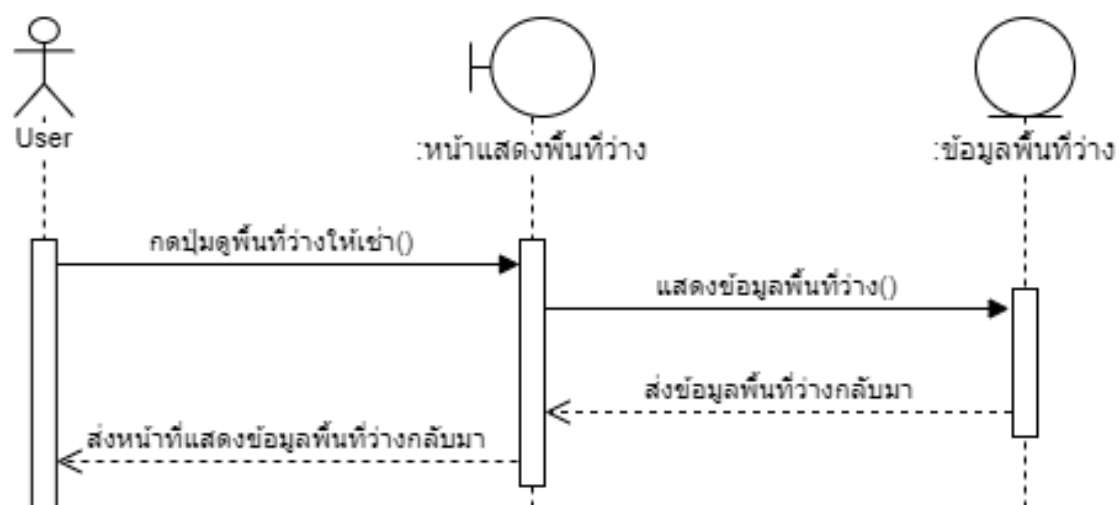 User
:หน้าแสดงพื้นที่ว่าง
:ข้อมูลพื้นที่ว่าง
กดปุ่มดูพื้นที่ว่างให้เช่า()
แสดงข้อมูลพื้นที่ว่าง()
ส่งข้อมูลพื้นที่ว่างกลับมา
ส่งหน้าที่แสดงข้อมูลพื้นที่ว่างกลับมา